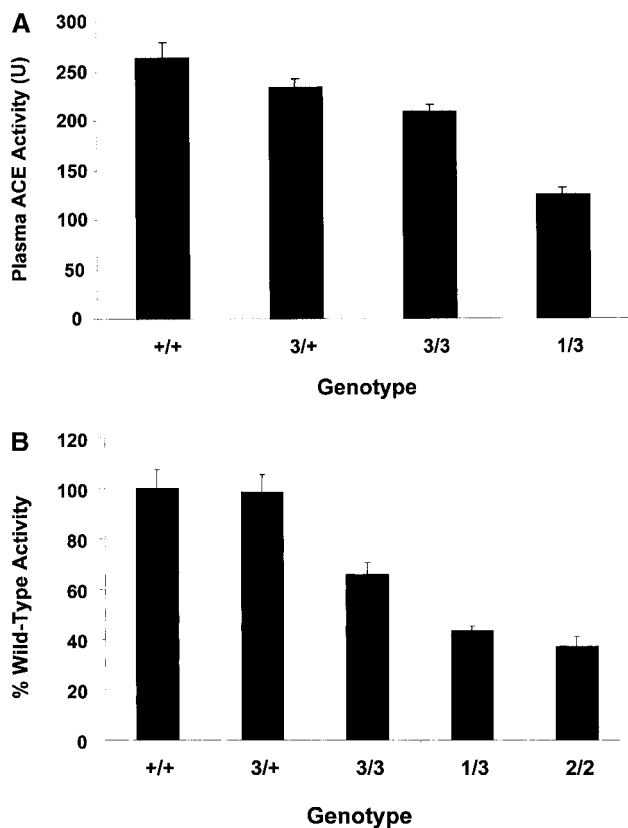 A
Plasma ACE Activity (U)
300
250
200
150
100
50
0
+/+ 3/+ 3/3 1/3
Genotype
B
% Wild-Type Activity
120
100
80
60
40
20
0
+/+ 3/+ 3/3 1/3 2/2
Genotype